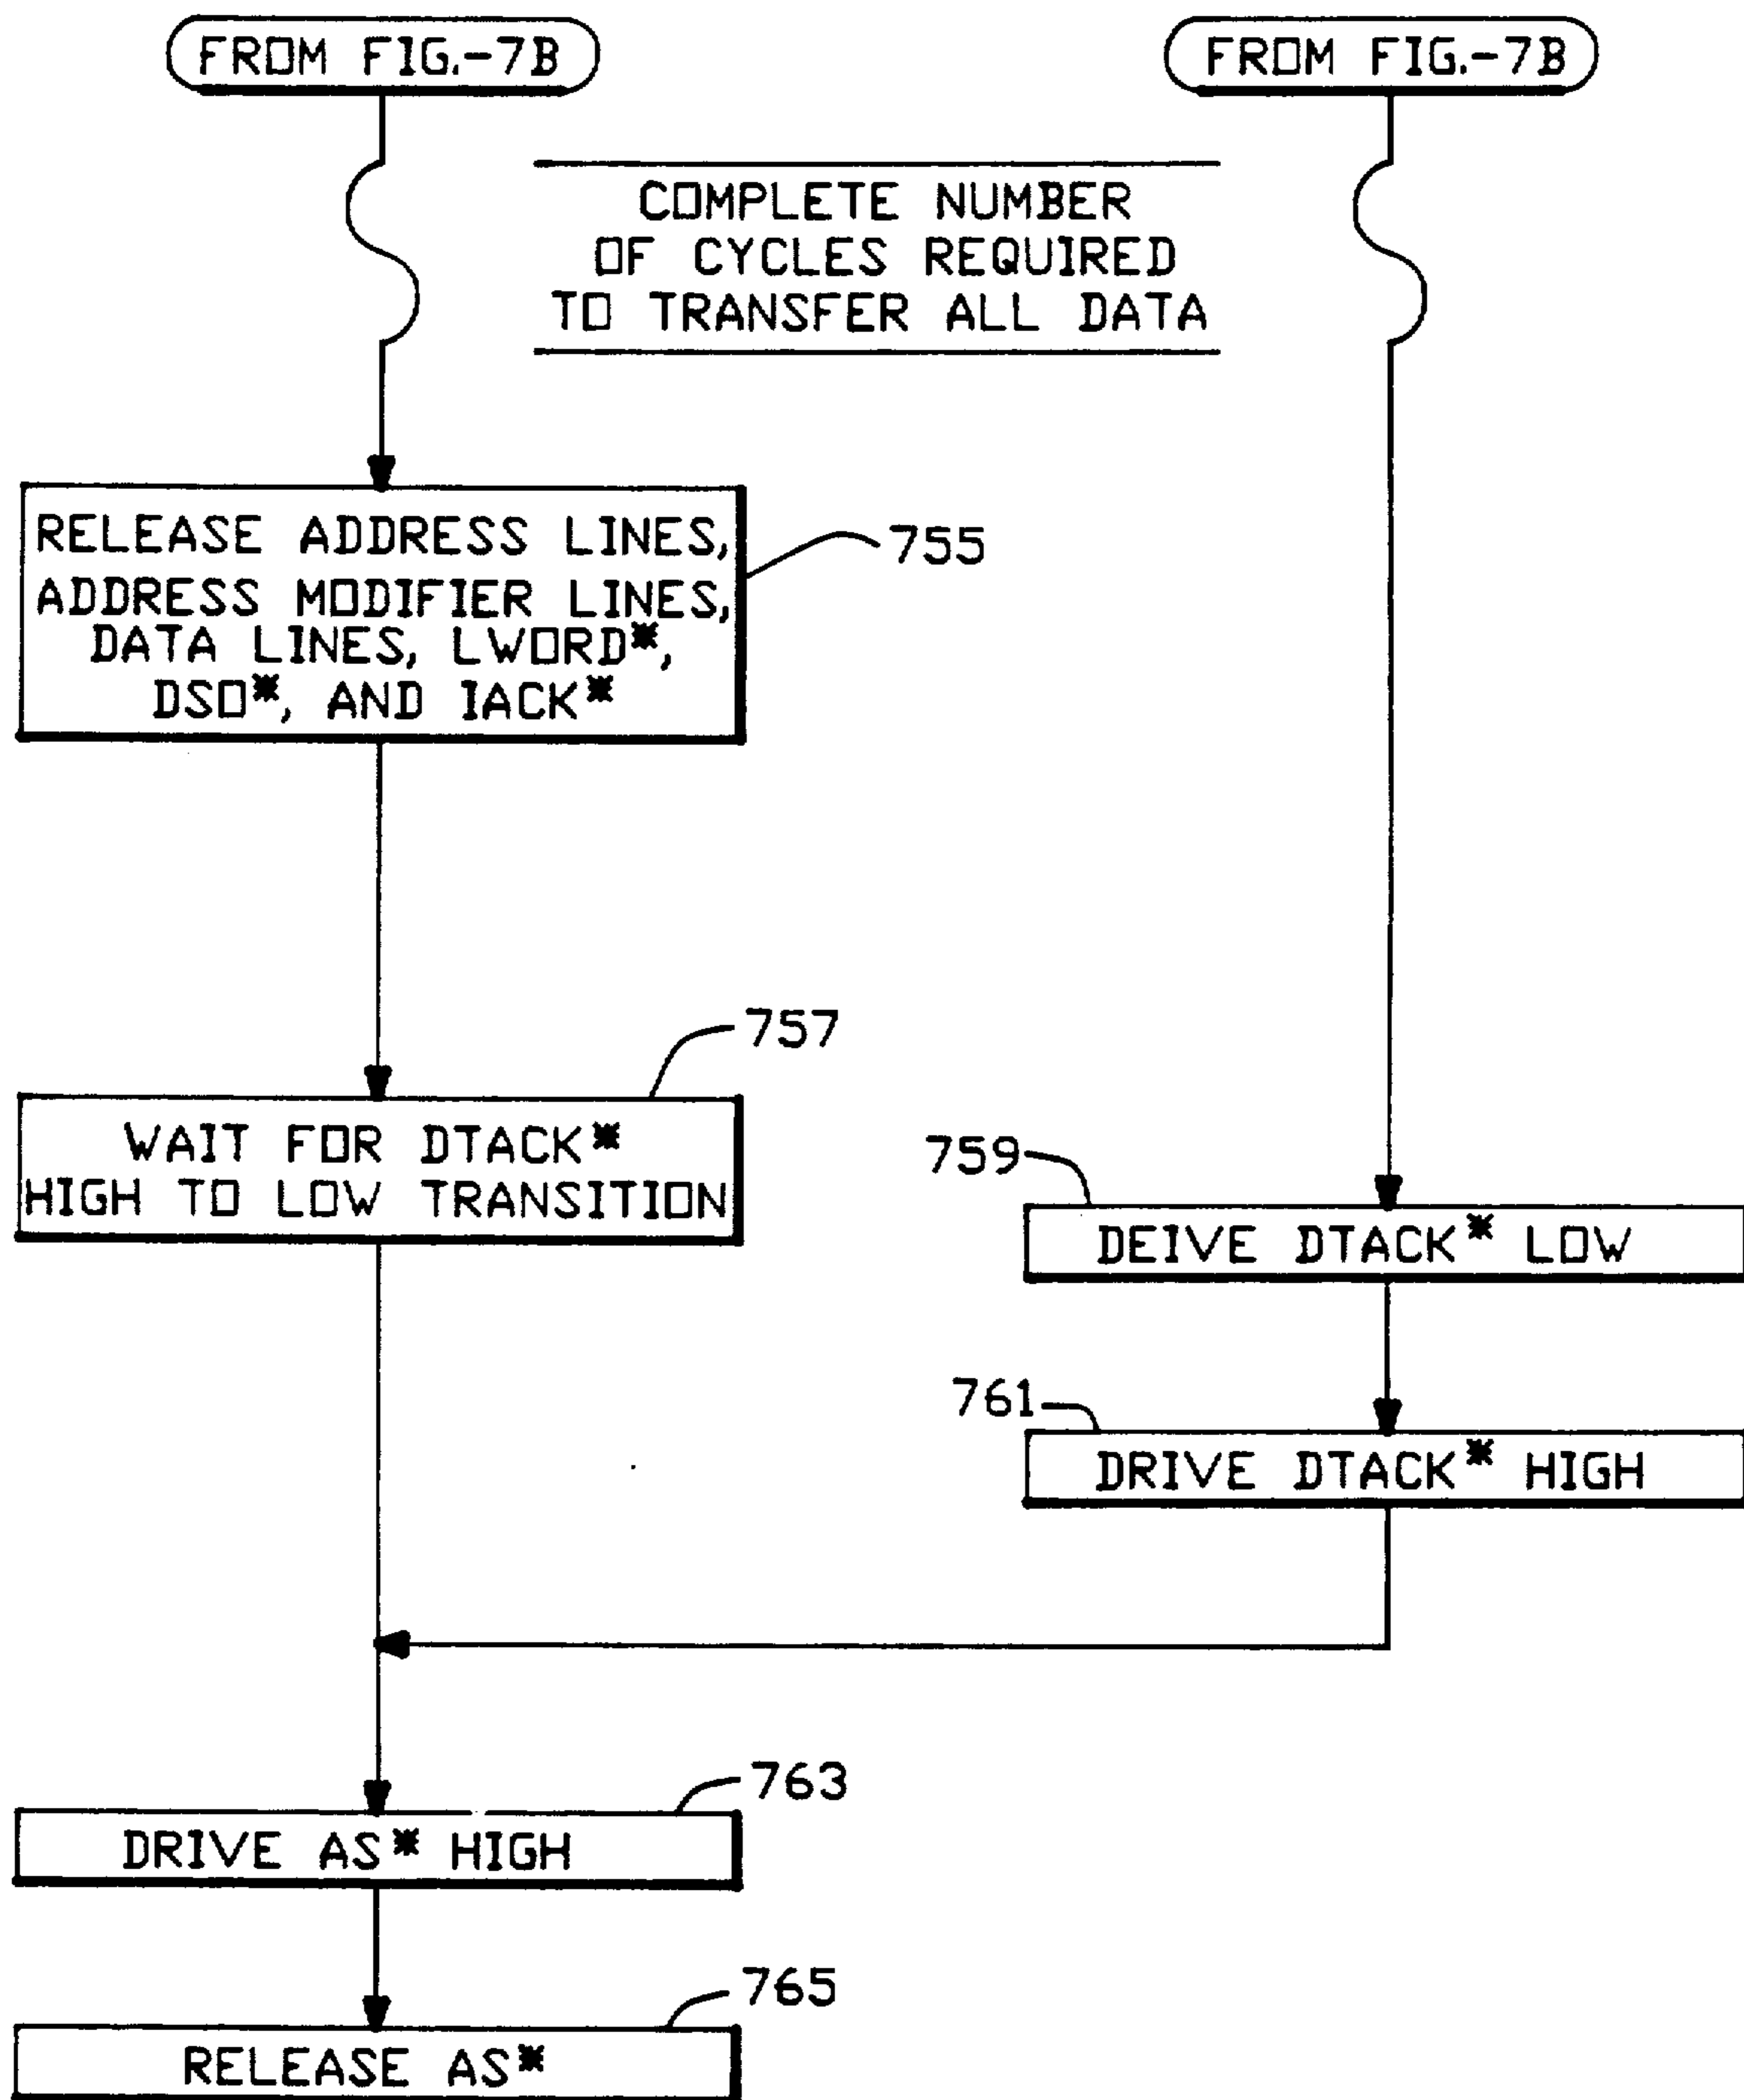 FROM FIG.-7B
FROM FIG.-7B
COMPLETE NUMBER
OF CYCLES REQUIRED
TO TRANSFER ALL DATA
RELEASE ADDRESS LINES,
ADDRESS MODIFIER LINES,
DATA LINES, LWORD*,
DSO*, AND IACK*
755
757
WAIT FOR DTACK*
HIGH TO LOW TRANSITION
759
DEIVE DTACK* LOW
761
DRIVE DTACK* HIGH
763
DRIVE AS* HIGH
765
RELEASE AS*